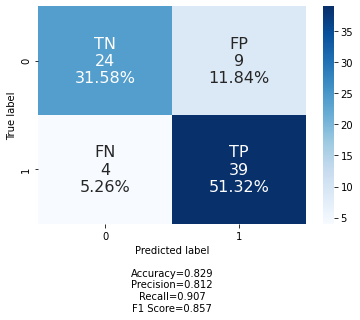 TN
24
31.58%
FP
9
11.84%
FN
4
5.26%
TP
39
51.32%
0
1
True label
0
1
Predicted label
Accuracy=0.829
Precision=0.812
Recall=0.907
F1 Score=0.857
35
30
25
20
15
10
5